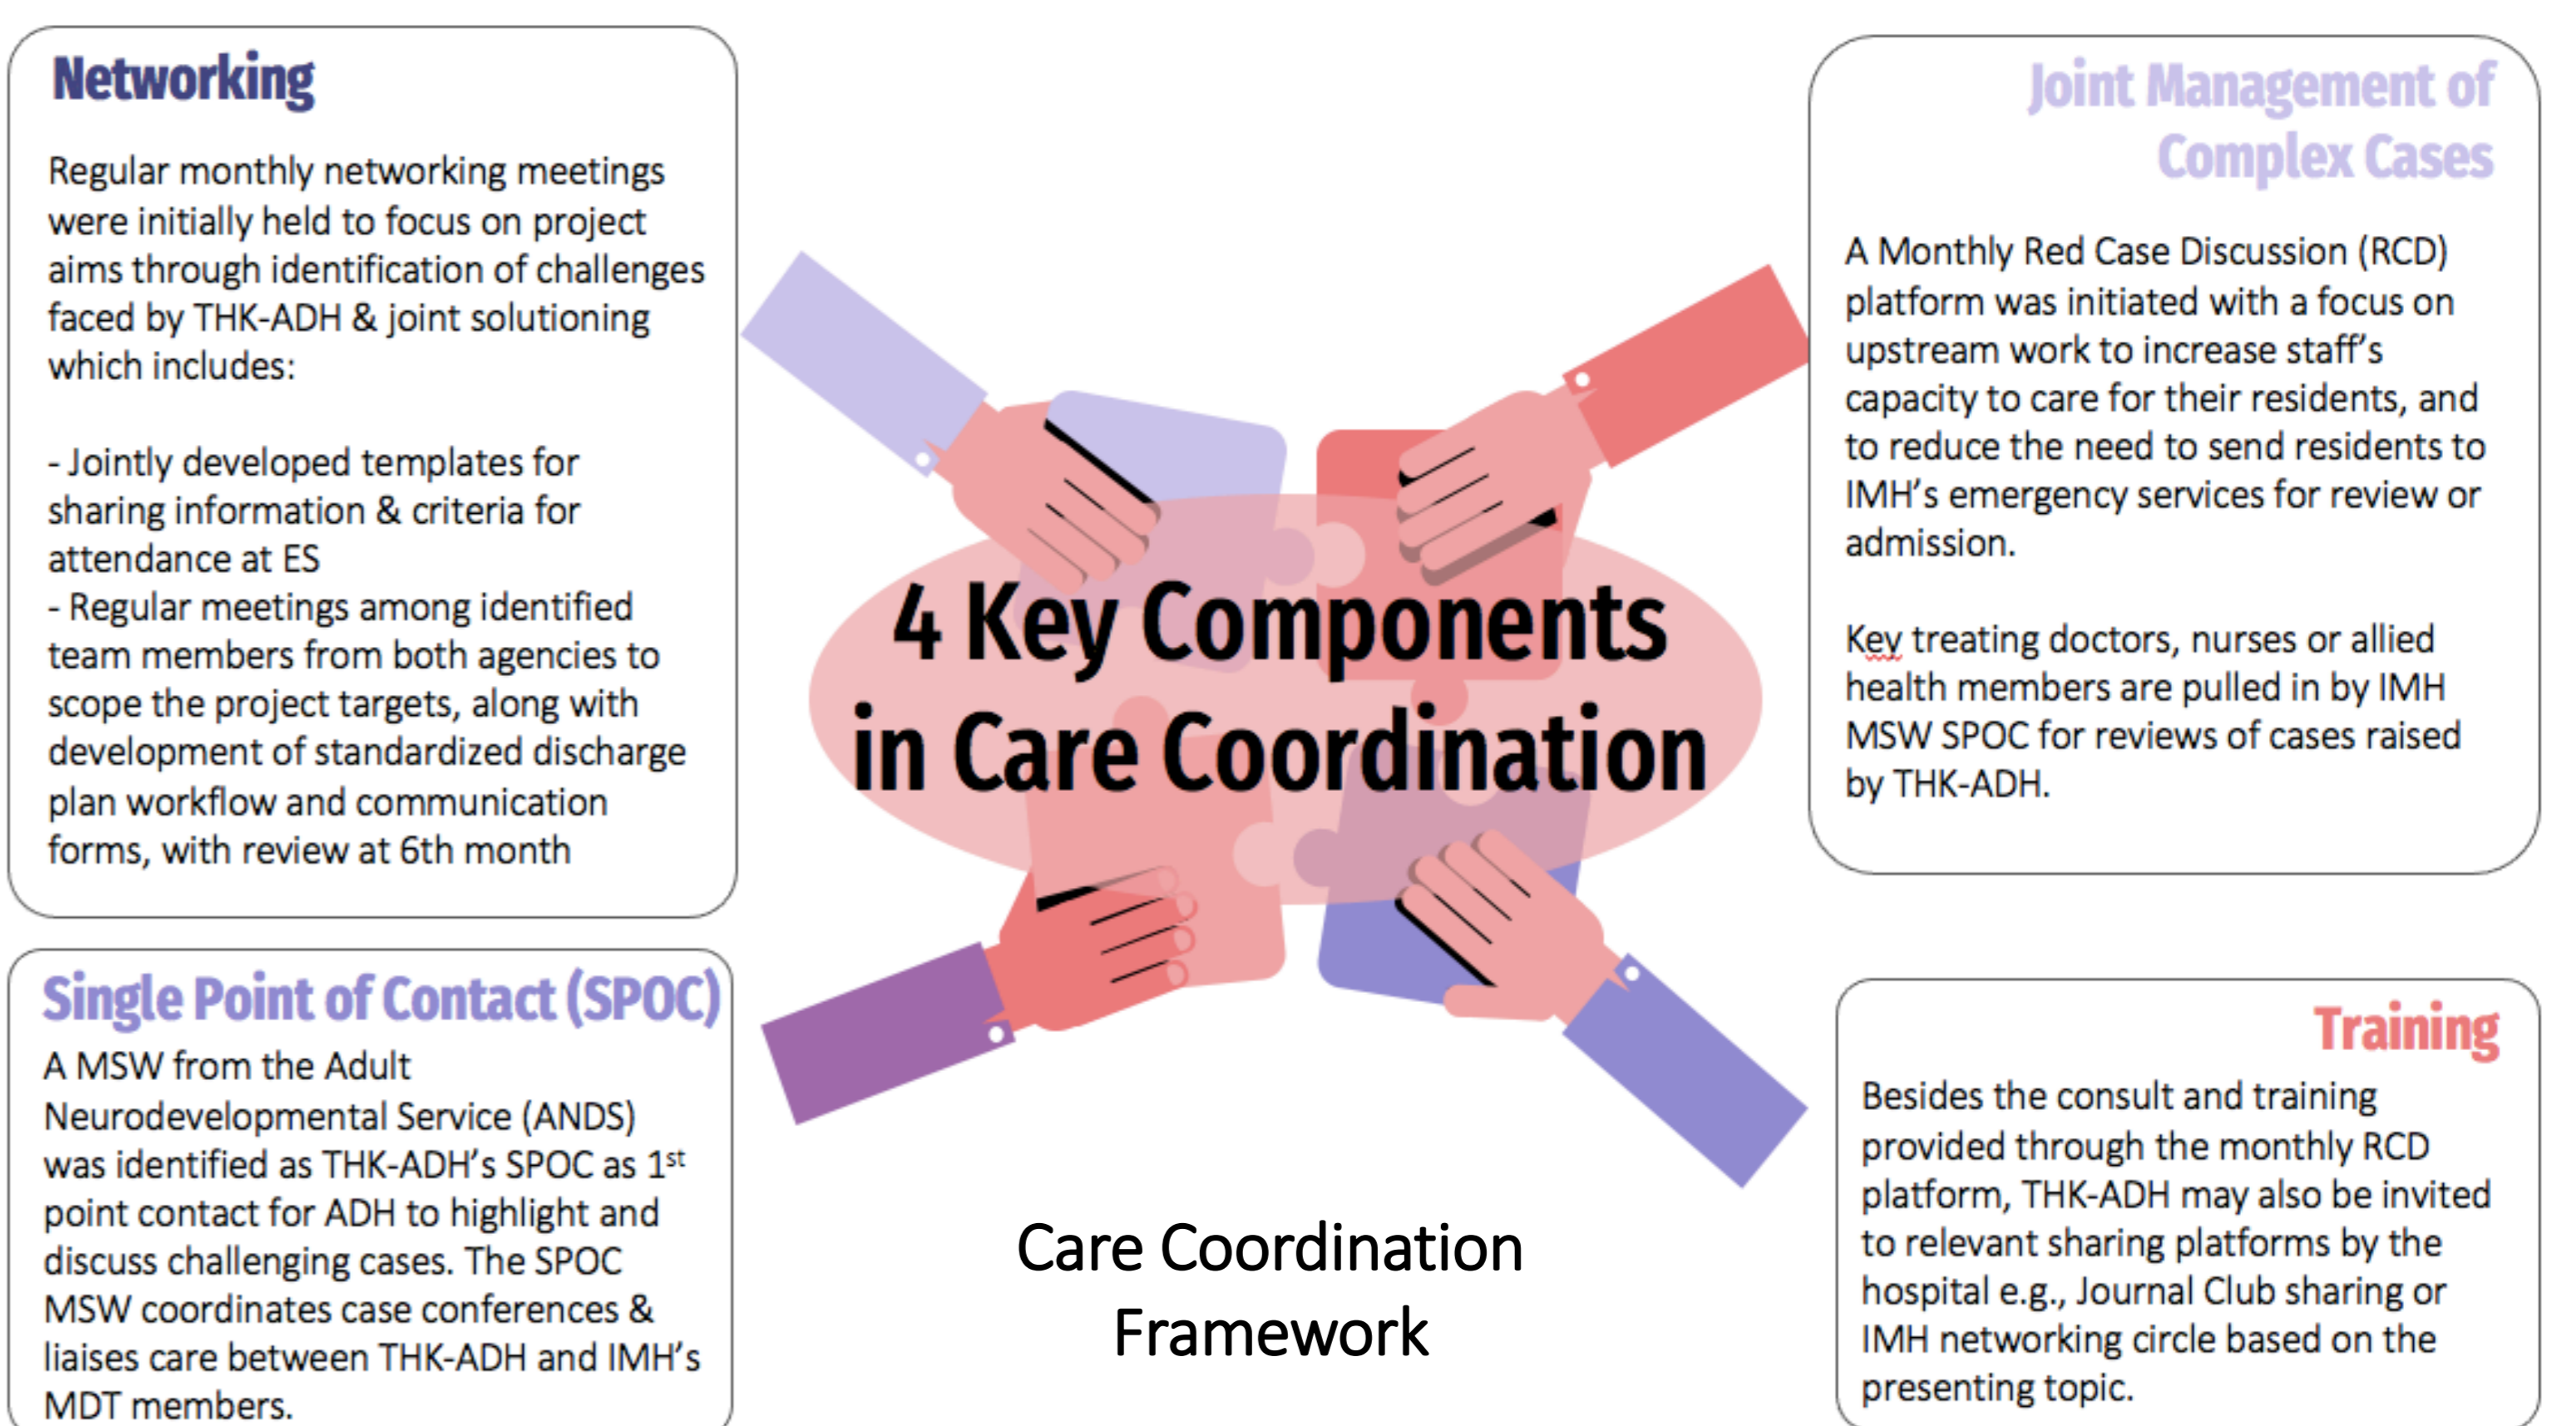 Networking
Regular monthly networking meetings
were initially held to focus on project
aims through identification of challenges
faced by THK-ADH & joint solutioning
which includes:
- Jointly developed templates for
sharing information & criteria for
attendance at ES
- Regular meetings among identified
team members from both agencies to
scope the project targets, along with
development of standardized discharge
plan workflow and communication
forms, with review at 6th month
Single Point of Contact (SPOC)
A MSW from the Adult
Neurodevelopmental Service (ANDS)
was identified as THK-ADH's SPOC as 1st
point contact for ADH to highlight and
discuss challenging cases. The SPOC
MSW coordinates case conferences &
liaises care between THK-ADH and IMH's
MDT members.
4 Key Components
in Care Coordination
Care Coordination
Framework
Joint Management of
Complex Cases
A Monthly Red Case Discussion (RCD)
platform was initiated with a focus on
upstream work to increase staff's
capacity to care for their residents, and
to reduce the need to send residents to
IMH's emergency services for review or
admission.
Key treating doctors, nurses or allied
health members are pulled in by IMH
MSW SPOC for reviews of cases raised
by THK-ADH.
Training
Besides the consult and training
provided through the monthly RCD
platform, THK-ADH may also be invited
to relevant sharing platforms by the
hospital e.g., Journal Club sharing or
IMH networking circle based on the
presenting topic.